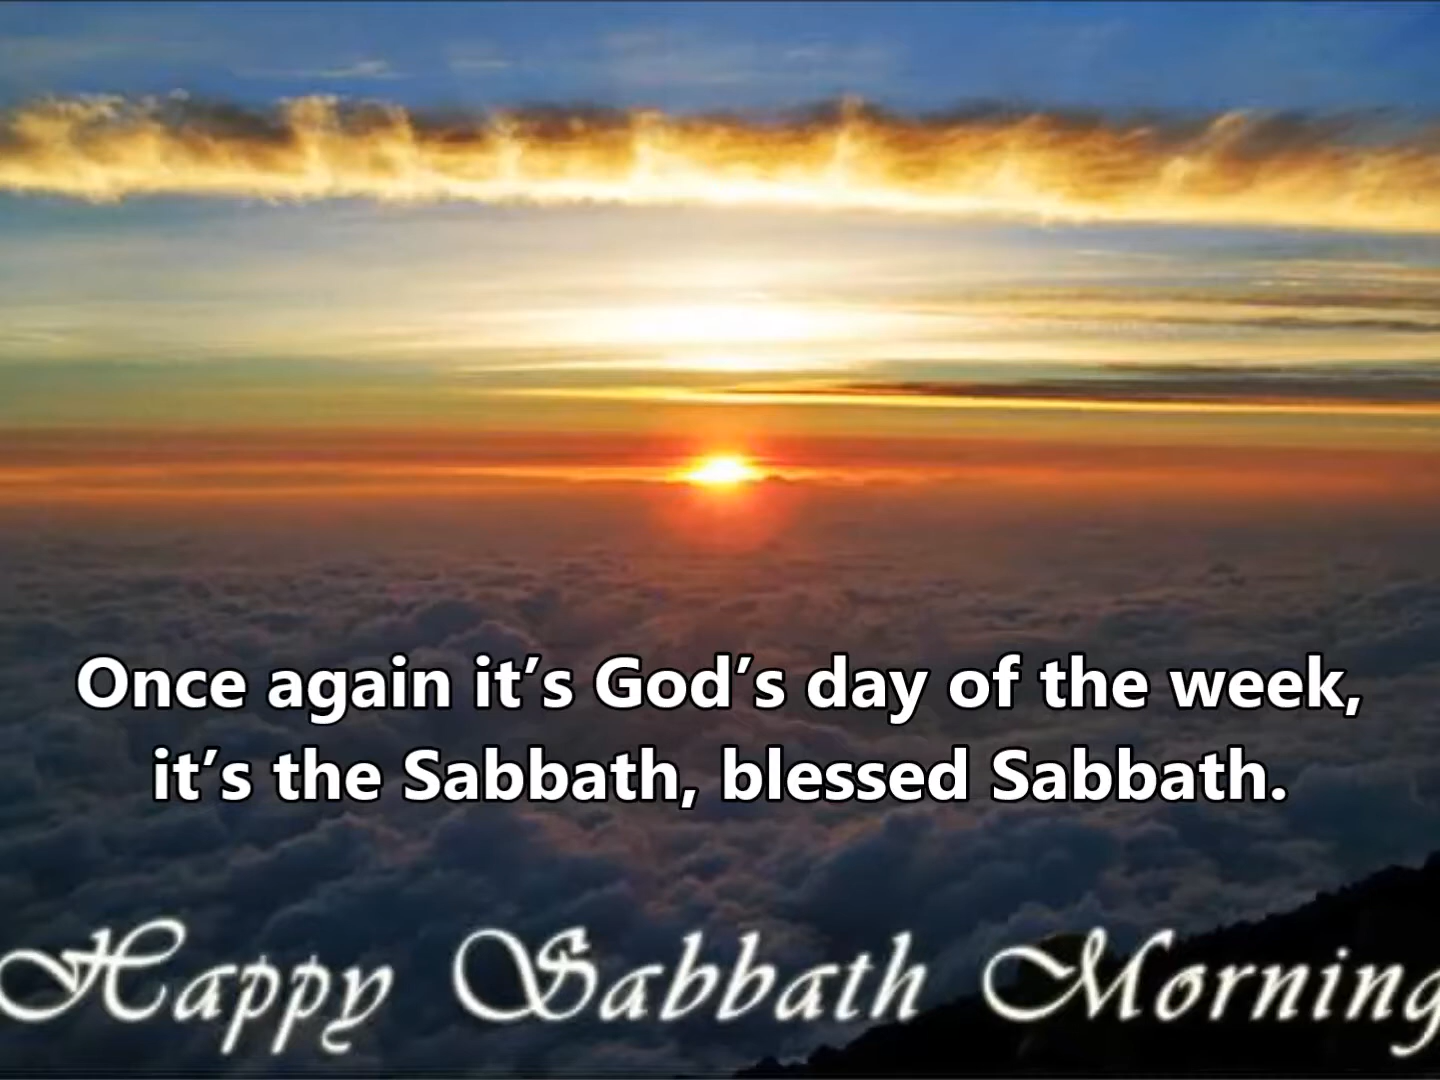 Once again it’s God’s day of the week,
it’s the Sabbath, blessed Sabbath.
Happy Sabbath Morning